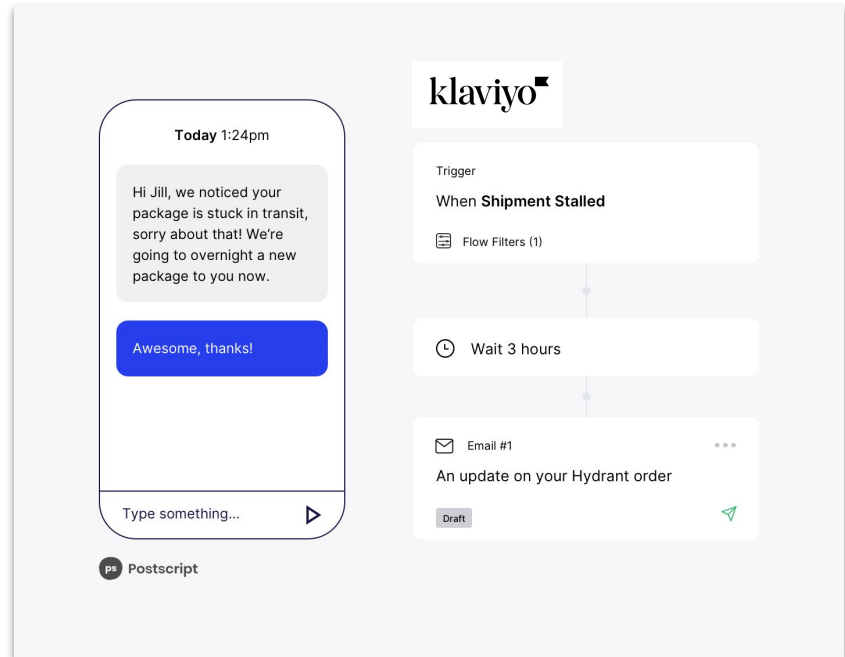 Today 1:24pm
Hi Jill, we noticed your
package is stuck in transit,
sorry about that! We’re
going to overnight a new
package to you now.
Awesome, thanks!
Type something...
ps Postscript
klaviyo
Trigger
When Shipment Stalled
Flow Filters (1)
Wait 3 hours
Email #1
An update on your Hydrant order
Draft